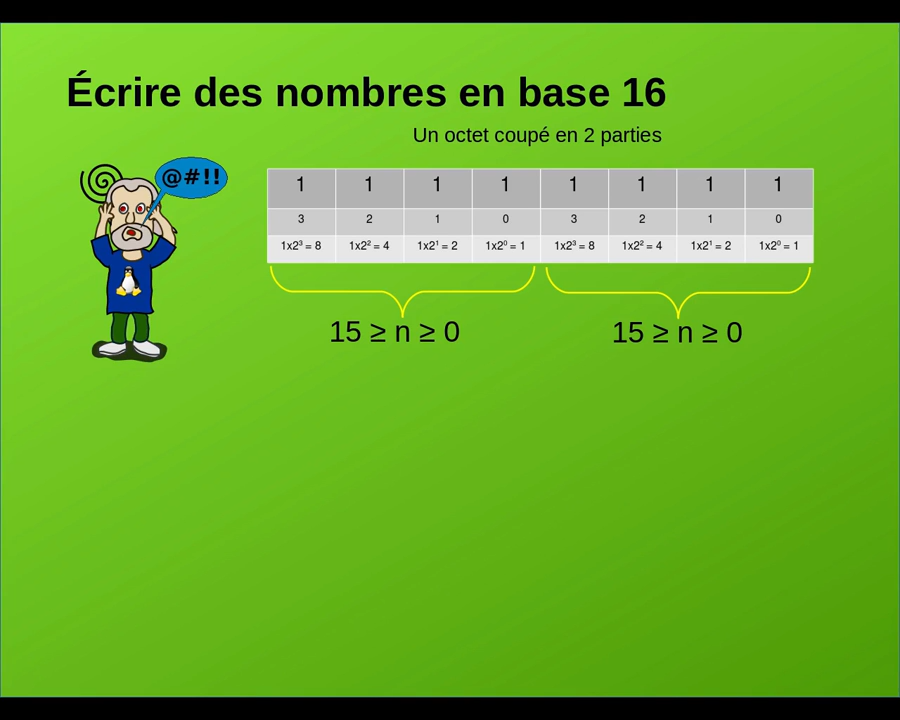 Écrire des nombres en base 16
Un octet coupé en 2 parties
@#!!
1 1 1 1 1 1 1 1
3 2 1 0 3 2 1 0
1x2³ = 8 1x2² = 4 1x2¹ = 2 1x2⁰ = 1 1x2³ = 8 1x2² = 4 1x2¹ = 2 1x2⁰ = 1
15 ≥ n ≥ 0 15 ≥ n ≥ 0